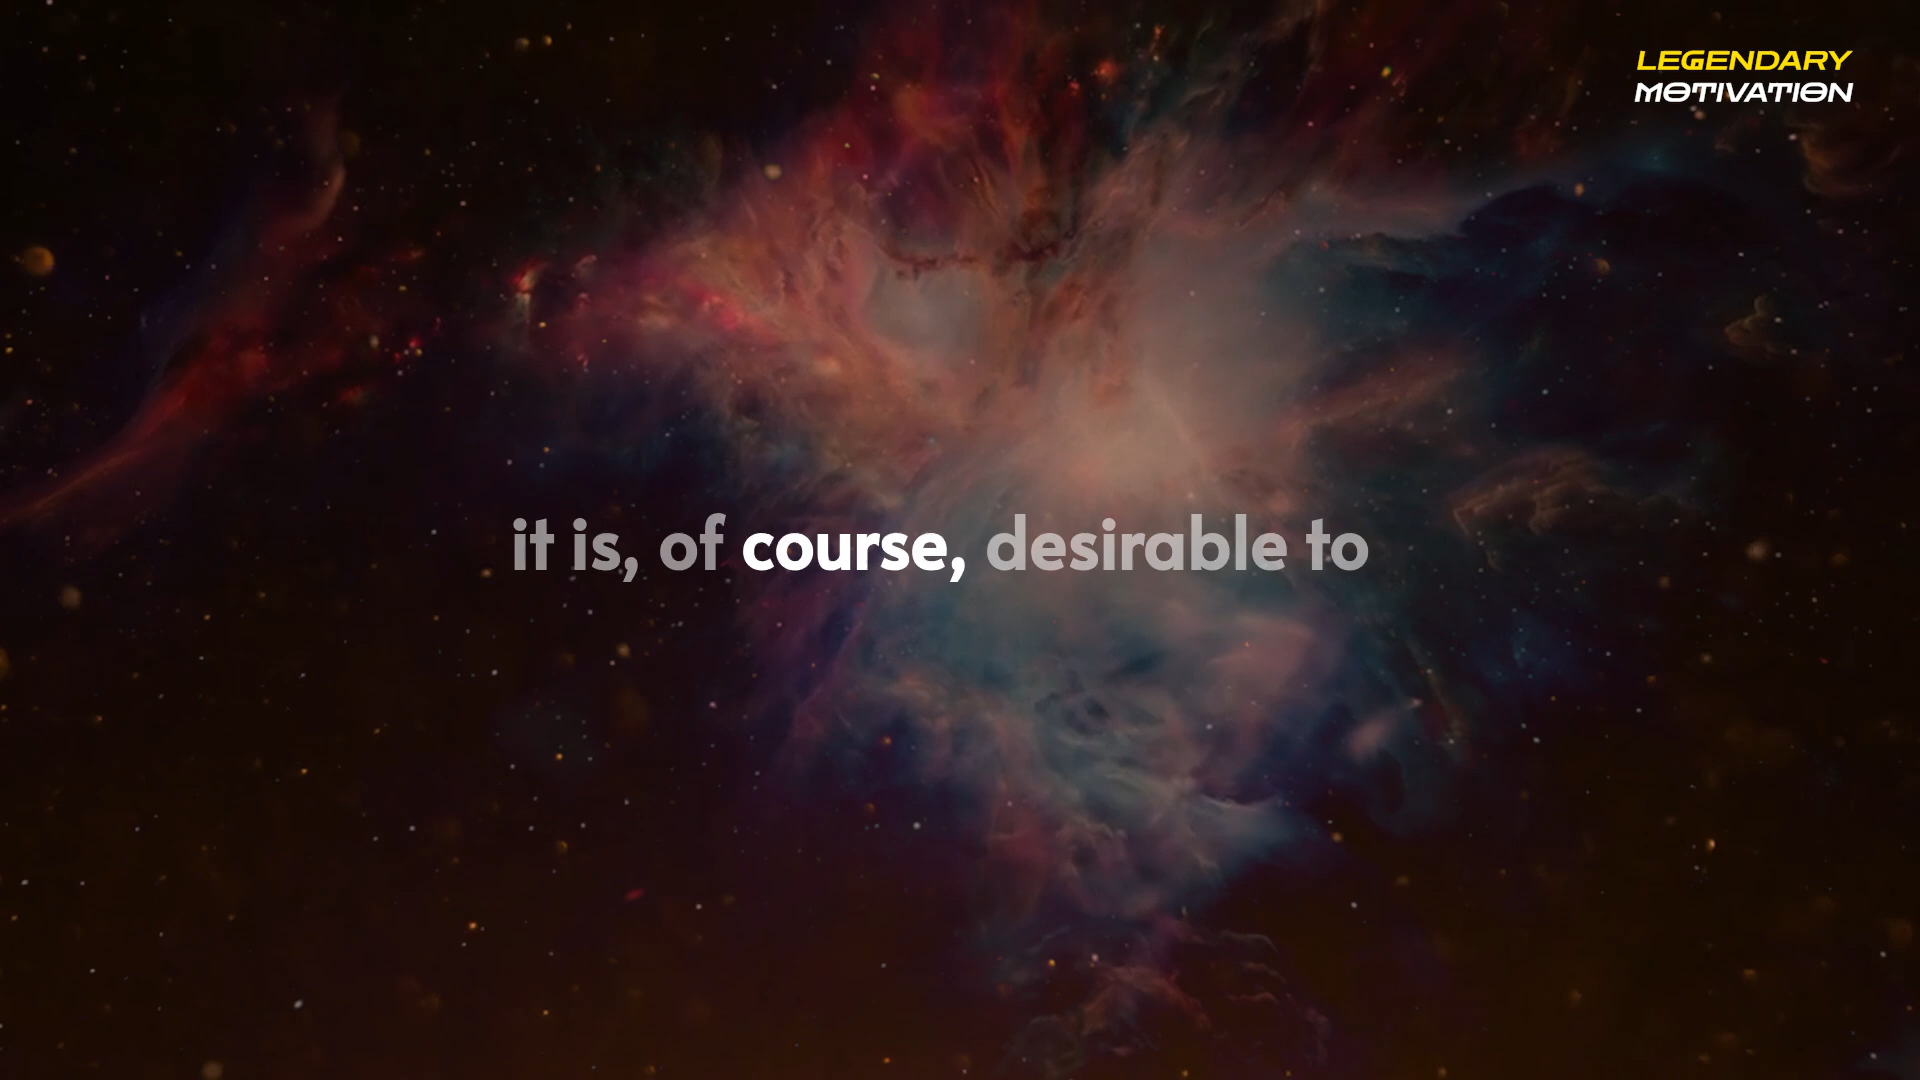 LEGENDARY
MOTIVATION
it is, of course, desirable to